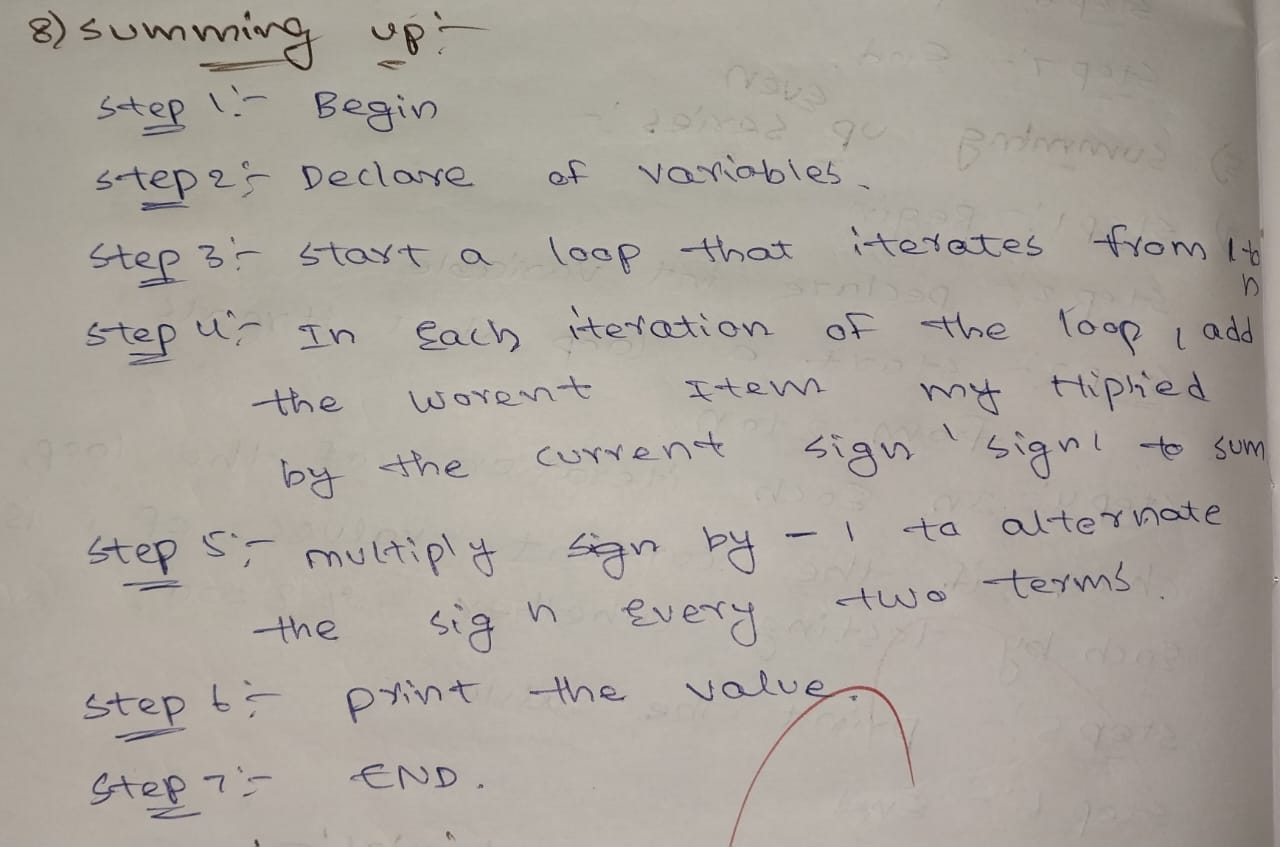 8) summing up :-
Step 1 :- Begin
Step 2 :- Declare of variables.
Step 3 :- start a loop that iterates from 1 to
n
Step 4 :- In Each iteration of the loop, add
the worent Item my tiplied
by the current sign 'sign' to sum
Step 5 :- multiply sign by -1 to alternate
the sign Every two terms.
Step 6 :- print the value.
Step 7 :- END.